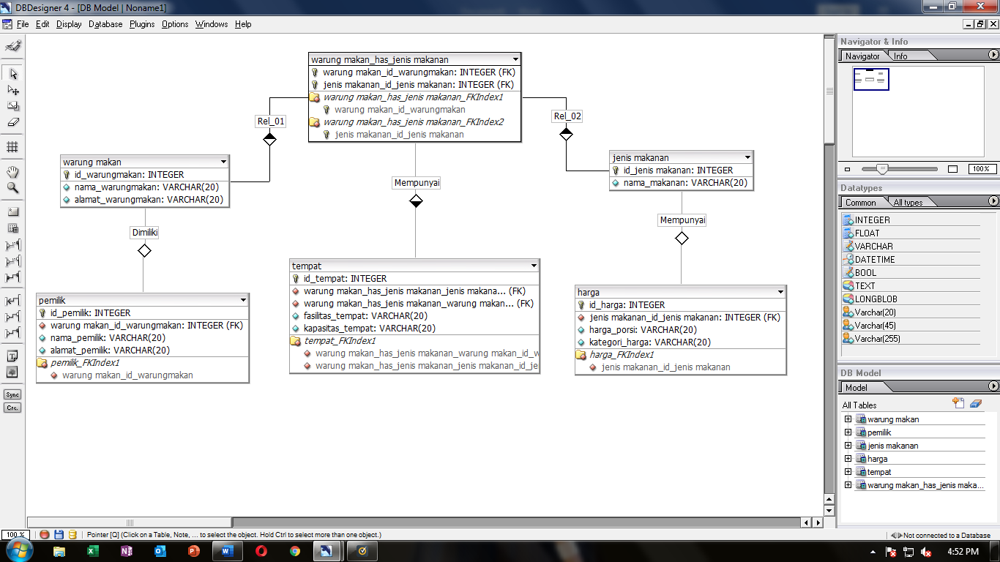 DBDesigner 4 - [DB Model | Noname1]
File Edit Display Database Plugins Options Windows Help
warung makan_has_jenis makanan
warung makan_id_warungmakan: INTEGER (FK)
jenis makanan_id_jenis makanan: INTEGER (FK)
warung makan_has_jenis makanan_FKIndex1
warung makan_id_warungmakan
warung makan_has_jenis makanan_FKIndex2
jenis makanan_id_jenis makanan
Rel_01
Rel_02
warung makan
id_warungmakan: INTEGER
nama_warungmakan: VARCHAR(20)
alamat_warungmakan: VARCHAR(20)
jenis makanan
id_jenis makanan: INTEGER
nama_makanan: VARCHAR(20)
Dimiliki
Mempunyai
Mempunyai
pemilik
id_pemilik: INTEGER
warung makan_id_warungmakan: INTEGER (FK)
nama_pemilik: VARCHAR(20)
alamat_pemilik: VARCHAR(20)
pemilik_FKIndex1
warung makan_id_warungmakan
tempat
id_tempat: INTEGER
warung makan_has_jenis makanan_jenis makana... (FK)
warung makan_has_jenis makanan_warung makan... (FK)
fasilitas_tempat: VARCHAR(20)
kapasitas_tempat: VARCHAR(20)
tempat_FKIndex1
warung makan_has_jenis makanan_warung makan_id_w
warung makan_has_jenis makanan_jenis makanan_id_je
harga
id_harga: INTEGER
jenis makanan_id_jenis makanan: INTEGER (FK)
harga_porsi: VARCHAR(20)
kategori_harga: VARCHAR(20)
harga_FKIndex1
jenis makanan_id_jenis makanan
Sync
Crc.
Navigator & Info
Navigator Info
100%
Datatypes
Common All types
INTEGER
FLOAT
VARCHAR
DATETIME
BOOL
TEXT
LONGBLOB
Varchar(20)
Varchar(45)
Varchar(255)
DB Model
Model
All Tables
warung makan
pemilik
jenis makanan
harga
tempat
warung makan_has_jenis maka...
100 % Pointer [Q] (Click on a Table, Note, ... to select the object. Hold Ctrl to select more than one object.) Not connected to a Database
4:52 PM